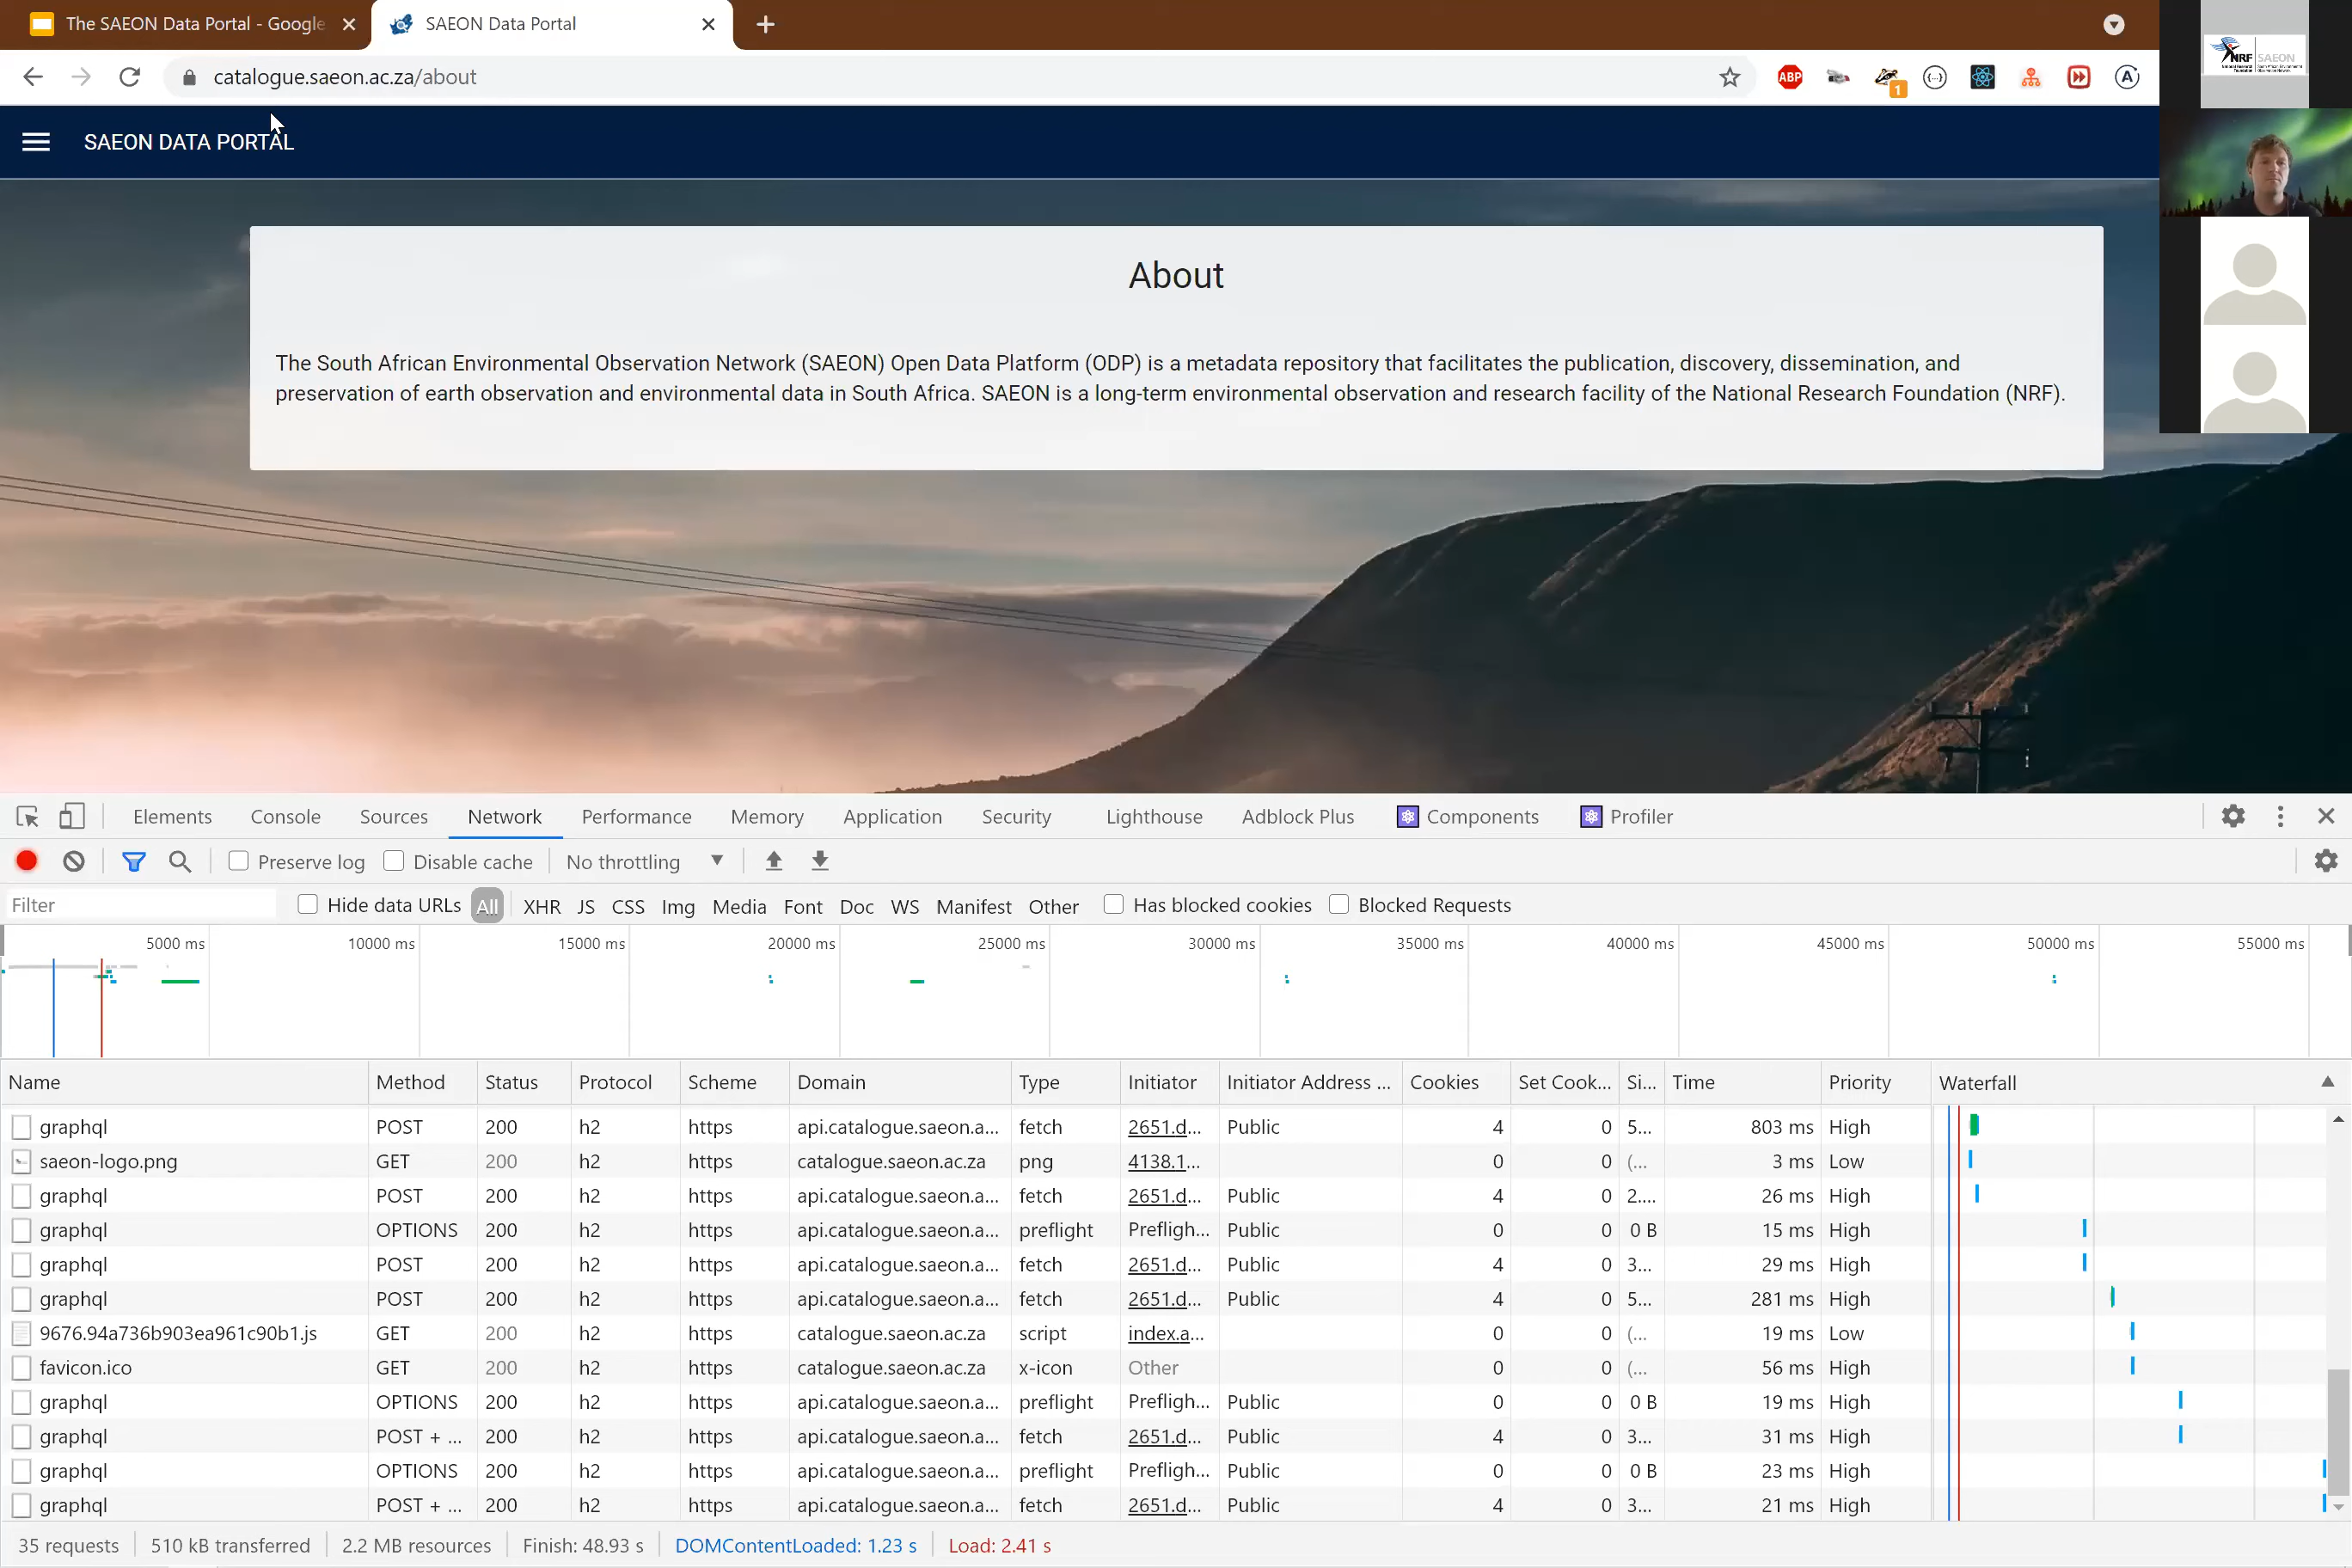 The SAEON Data Portal - Google
SAEON Data Portal
catalogue.saeon.ac.za/about
ABP
1
A
NRF SAEON
SAEON DATA PORTAL
About
The South African Environmental Observation Network (SAEON) Open Data Platform (ODP) is a metadata repository that facilitates the publication, discovery, dissemination, and
preservation of earth observation and environmental data in South Africa. SAEON is a long-term environmental observation and research facility of the National Research Foundation (NRF).
Elements Console Sources Network Performance Memory Application Security Lighthouse Adblock Plus Components Profiler
Preserve log Disable cache No throttling
Filter Hide data URLs All XHR JS CSS Img Media Font Doc WS Manifest Other Has blocked cookies Blocked Requests
5000 ms 10000 ms 15000 ms 20000 ms 25000 ms 30000 ms 35000 ms 40000 ms 45000 ms 50000 ms 55000 ms
Name Method Status Protocol Scheme Domain Type Initiator Initiator Address ... Cookies Set Cook... Si... Time Priority Waterfall
graphql POST 200 h2 https api.catalogue.saeon.a... fetch 2651.d... Public 4 0 5... 803 ms High
saeon-logo.png GET 200 h2 https catalogue.saeon.ac.za png 4138.1... 0 0 (... 3 ms Low
graphql POST 200 h2 https api.catalogue.saeon.a... fetch 2651.d... Public 4 0 2.... 26 ms High
graphql OPTIONS 200 h2 https api.catalogue.saeon.a... preflight Prefligh... Public 0 0 0 B 15 ms High
graphql POST 200 h2 https api.catalogue.saeon.a... fetch 2651.d... Public 4 0 3... 29 ms High
graphql POST 200 h2 https api.catalogue.saeon.a... fetch 2651.d... Public 4 0 5... 281 ms High
9676.94a736b903ea961c90b1.js GET 200 h2 https catalogue.saeon.ac.za script index.a... 0 0 (... 19 ms Low
favicon.ico GET 200 h2 https catalogue.saeon.ac.za x-icon Other 0 0 (... 56 ms High
graphql OPTIONS 200 h2 https api.catalogue.saeon.a... preflight Prefligh... Public 0 0 0 B 19 ms High
graphql POST + ... 200 h2 https api.catalogue.saeon.a... fetch 2651.d... Public 4 0 3... 31 ms High
graphql OPTIONS 200 h2 https api.catalogue.saeon.a... preflight Prefligh... Public 0 0 0 B 23 ms High
graphql POST + ... 200 h2 https api.catalogue.saeon.a... fetch 2651.d... Public 4 0 3... 21 ms High
35 requests 510 kB transferred 2.2 MB resources Finish: 48.93 s DOMContentLoaded: 1.23 s Load: 2.41 s